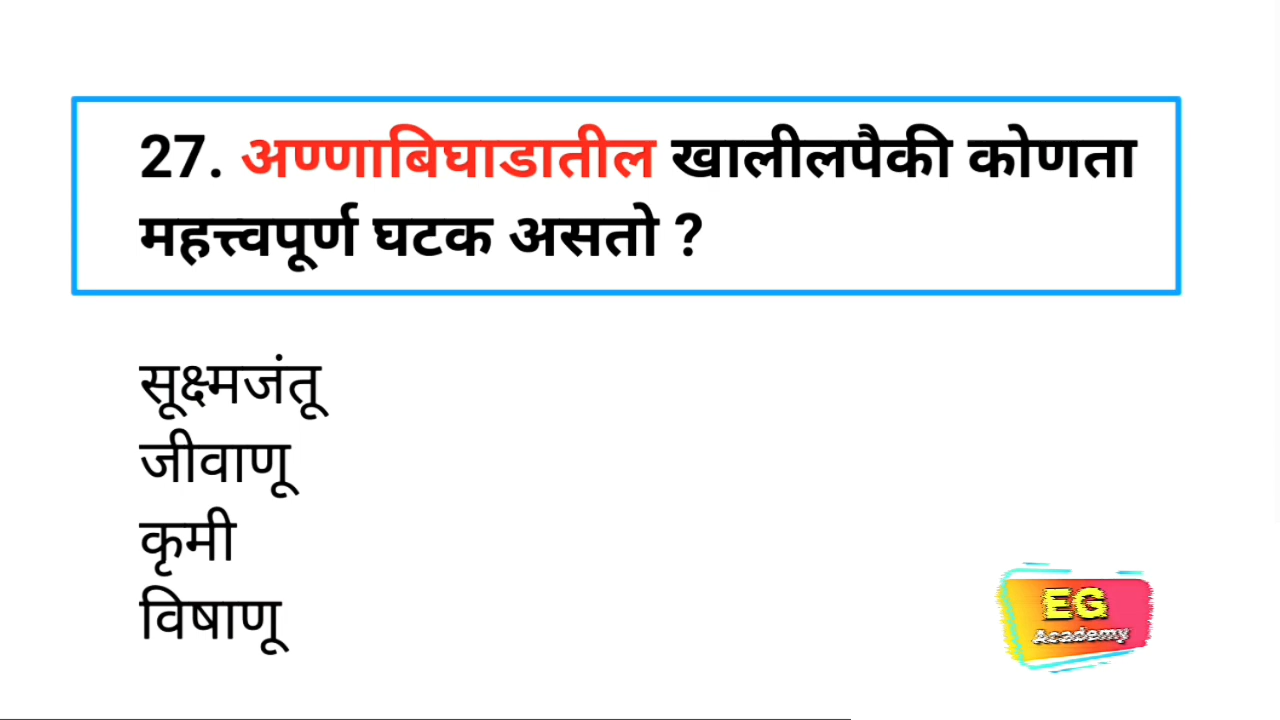 27. अण्णाबिघाडातील खालीलपैकी कोणता
महत्त्वपूर्ण घटक असतो ?
सूक्ष्मजंतू
जीवाणू
कृमी
विषाणू
EG
Academy